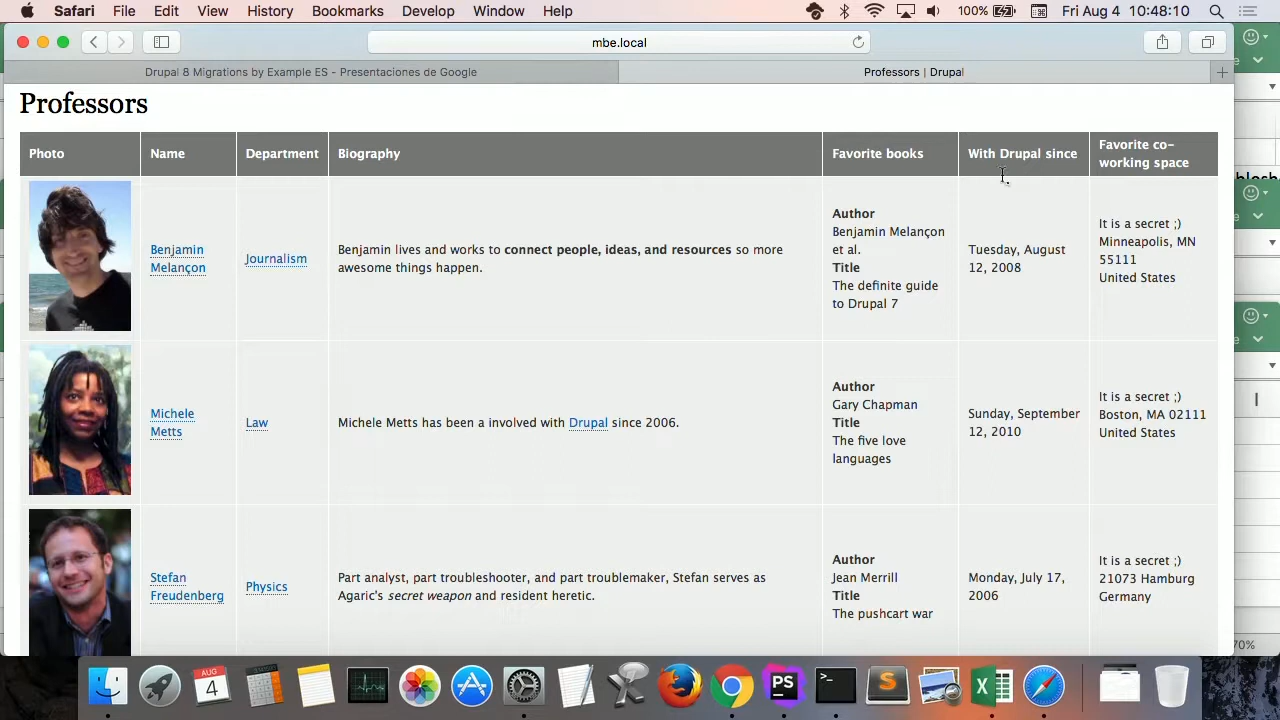 Safari File Edit View History Bookmarks Develop Window Help 100% Fri Aug 4 10:48:10
mbe.local
Drupal 8 Migrations by Example ES - Presentaciones de Google
Professors | Drupal
Professors
Photo
Name
Department
Biography
Favorite books
With Drupal since
Favorite co-
working space
Benjamin
Melançon
Journalism
Benjamin lives and works to connect people, ideas, and resources so more
awesome things happen.
Author
Benjamin Melançon
et al.
Title
The definite guide
to Drupal 7
Tuesday, August
12, 2008
It is a secret ;)
Minneapolis, MN
55111
United States
Michele
Metts
Law
Michele Metts has been a involved with Drupal since 2006.
Author
Gary Chapman
Title
The five love
languages
Sunday, September
12, 2010
It is a secret ;)
Boston, MA 02111
United States
Stefan
Freudenberg
Physics
Part analyst, part troubleshooter, and part troublemaker, Stefan serves as
Agaric's secret weapon and resident heretic.
Author
Jean Merrill
Title
The pushcart war
Monday, July 17,
2006
It is a secret ;)
21073 Hamburg
Germany
70%
AUG
4
PS
>_
S